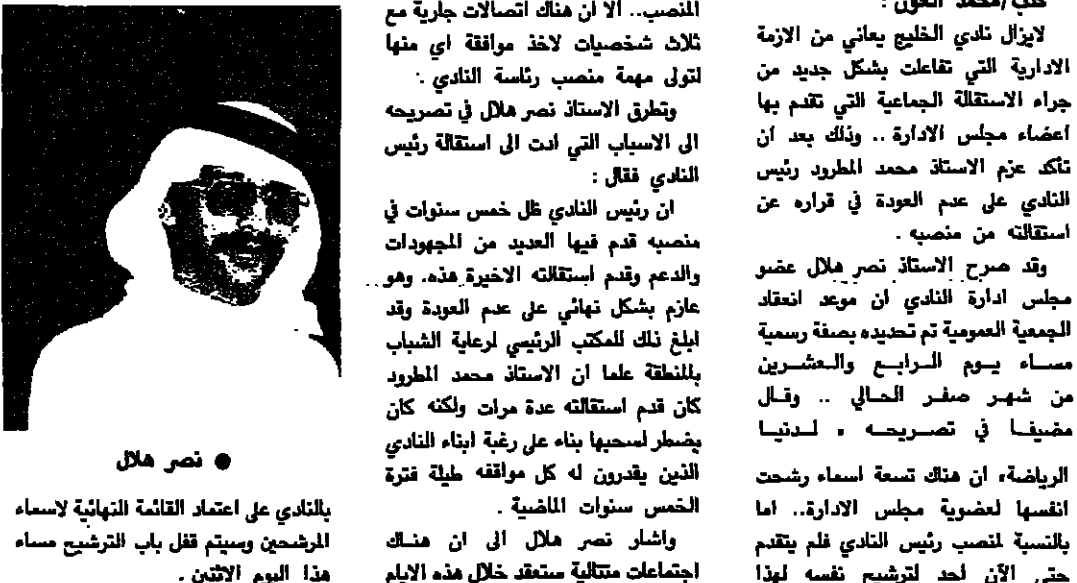 كتب/محمد العون :
لايزال نادي الخليج يعاني من الازمة
الادارية التي تفاعلت بشكل جديد من
جراء الاستقالة الجماعية التي تقدم بها
اعضاء مجلس الادارة .. وذلك بعد ان
تأكد عزم الاستاذ محمد المطرود رئيس
النادي على عدم العودة في قراره عن
استقالته من منصبه .
وقد صرح الاستاذ نصر هلال عضو
مجلس ادارة النادي ان موعد انعقاد
الجمعية العمومية تم تحديده بصفة رسمية
مساء يوم الرابع والعشرين
من شهر صفر الحالي .. وقال
مضيفا في تصريحه « لدنيا
الرياضة» ان هناك تسعة اسماء رشحت
انفسها لعضوية مجلس الادارة.. اما
بالنسبة لمنصب رئيس النادي فلم يتقدم
حتى الآن احد لترشيح نفسه لهذا
المنصب.. الا ان هناك اتصالات جارية مع
ثلاث شخصيات لاخذ موافقة اي منها
لتولى مهمة منصب رئاسة النادي .
وتطرق الاستاذ نصر هلال في تصريحه
الى الاسباب التي ادت الى استقالة رئيس
النادي فقال :
ان رئيس النادي ظل خمس سنوات في
منصبه قدم فيها العديد من المجهودات
والدعم وقدم استقالته الاخيرة هذه، وهو
عازم بشكل نهائي على عدم العودة وقد
ابلغ ذلك للمكتب الرئيسي لرعاية الشباب
بالمنطقة علما ان الاستاذ محمد المطرود
كان قدم استقالته عدة مرات ولكنه كان
يضطر لسحبها بناء على رغبة ابناء النادي
الذين يقدرون له كل مواقفه طيلة فترة
الخمس سنوات الماضية .
واشار نصر هلال الى ان هناك
اجتماعات متتالية ستعقد خلال هذه الايام
● نصر هلال
بالنادي على اعتماد القائمة النهائية لاسماء
المرشحين وسيتم قفل باب الترشيح مساء
هذا اليوم الاثنين .